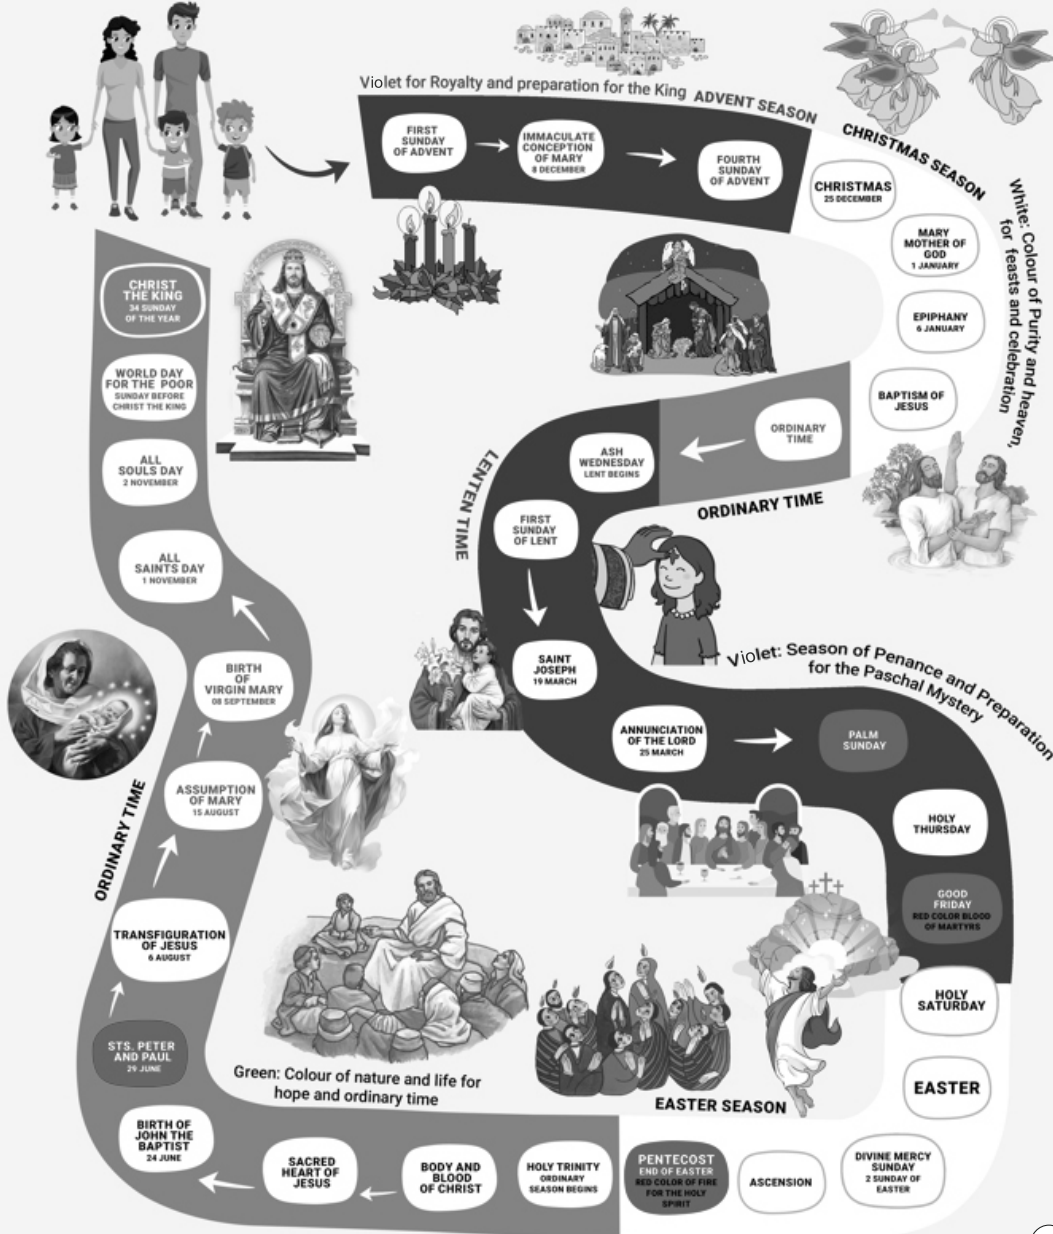 Violet for Royalty and preparation for the King ADVENT SEASON
FIRST
SUNDAY
OF ADVENT
IMMACULATE
CONCEPTION
OF MARY
8 DECEMBER
FOURTH
SUNDAY
OF ADVENT
CHRISTMAS SEASON
CHRISTMAS
25 DECEMBER
MARY
MOTHER OF
GOD
1 JANUARY
EPIPHANY
6 JANUARY
BAPTISM OF
JESUS
White: Colour of Purity and heaven,
for feasts and celebration
ORDINARY
TIME
ORDINARY TIME
ASH
WEDNESDAY
LENT BEGINS
LENTEN TIME
FIRST
SUNDAY
OF LENT
SAINT
JOSEPH
19 MARCH
Violet: Season of Penance and Preparation
for the Paschal Mystery
ANNUNCIATION
OF THE LORD
25 MARCH
PALM
SUNDAY
HOLY
THURSDAY
GOOD
FRIDAY
RED COLOR BLOOD
OF MARTYRS
HOLY
SATURDAY
EASTER
EASTER SEASON
DIVINE MERCY
SUNDAY
2 SUNDAY OF
EASTER
ASCENSION
PENTECOST
END OF EASTER
RED COLOR OF FIRE
FOR THE HOLY
SPIRIT
HOLY TRINITY
ORDINARY
SEASON BEGINS
BODY AND
BLOOD
OF CHRIST
SACRED
HEART OF
JESUS
Green: Colour of nature and life for
hope and ordinary time
BIRTH OF
JOHN THE
BAPTIST
24 JUNE
STS. PETER
AND PAUL
29 JUNE
TRANSFIGURATION
OF JESUS
6 AUGUST
ORDINARY TIME
ASSUMPTION
OF MARY
15 AUGUST
BIRTH
OF
VIRGIN MARY
08 SEPTEMBER
ALL
SAINTS DAY
1 NOVEMBER
ALL
SOULS DAY
2 NOVEMBER
WORLD DAY
FOR THE POOR
SUNDAY BEFORE
CHRIST THE KING
CHRIST
THE KING
34 SUNDAY
OF THE YEAR